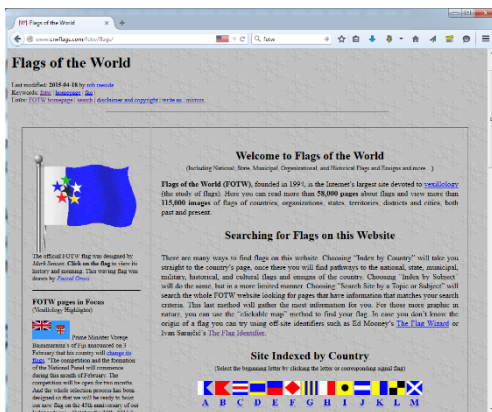 Flags of the World
www.crwflags.com/fotw/flags/
fotw
Flags of the World
Last modified: 2015-04-18 by rob raeside
Keywords: fotw | homepage | fiav |
Links: FOTW homepage | search | disclaimer and copyright | write us | mirrors
Welcome to Flags of the World
(Including National, State, Municipal, Organizational, and Historical Flags and Ensigns and more...)
Flags of the World (FOTW), founded in 1994, is the Internet's largest site devoted to vexillology
(the study of flags). Here you can read more than 58,000 pages about flags and view more than
115,000 images of flags of countries, organizations, states, territories, districts and cities, both
past and present.
Searching for Flags on this Website
There are many ways to find flags on this website. Choosing "Index by Country" will take you
straight to the country's page, once there you will find pathways to the national, state, municipal,
military, historical, and cultural flags and ensigns of the country. Choosing "Index by Subject"
will do the same, but in a more limited manner. Choosing "Search Site by a Topic or Subject" will
search the whole FOTW website looking for pages that have information that matches your search
criteria. This last method will gather the most information for you. For those more graphic in
nature, you can use the "clickable map" method to find your flag. In case you don't know the
origin of a flag you can try using off-site identifiers such as Ed Mooney's The Flag Wizard or
Ivan Sarajčić's The Flag Identifier.
Site Indexed by Country
(Select the beginning letter by clicking the letter or corresponding signal flag)
A B C D E F G H I J K L M
The official FOTW flag was designed by
Mark Sensen. Click on the flag to view its
history and meaning. This waving flag was
drawn by Pascal Gross.
FOTW pages in Focus
(Vexillology Highlights)
Prime Minister Voreqe
Bainimarama's of Fiji announced on 3
February that his country will change its
flag. "The competition and the formation
of the National Panel will commence
during this month of February. The
competition will be open for two months.
And the whole selection process has been
designed so that we will be ready to hoist
our new flag on the 45th anniversary of our